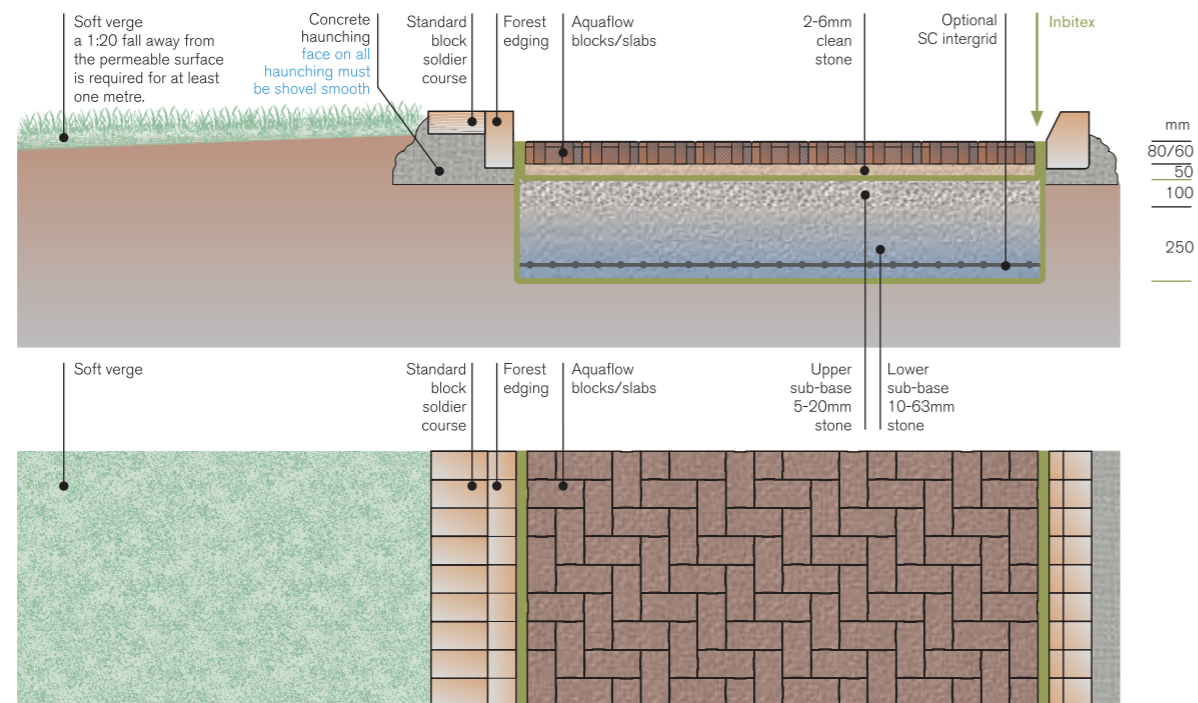 Soft verge
a 1:20 fall away from
the permeable surface
is required for at least
one metre.
Concrete
haunching
face on all
haunching must
be shovel smooth
Standard
block
soldier
course
Forest
edging
Aquaflow
blocks/slabs
2-6mm
clean
stone
Optional
SC intergrid
Inbitex
mm
80/60
50
100
250
Soft verge
Standard
block
soldier
course
Forest
edging
Aquaflow
blocks/slabs
Upper
sub-base
5-20mm
stone
Lower
sub-base
10-63mm
stone